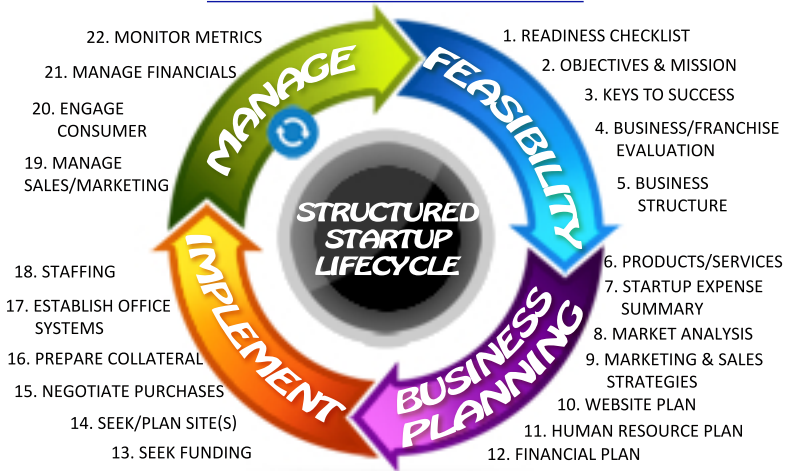 1. READINESS CHECKLIST
2. OBJECTIVES & MISSION
3. KEYS TO SUCCESS
4. BUSINESS/FRANCHISE
EVALUATION
5. BUSINESS
STRUCTURE
6. PRODUCTS/SERVICES
7. STARTUP EXPENSE
SUMMARY
8. MARKET ANALYSIS
9. MARKETING & SALES
STRATEGIES
10. WEBSITE PLAN
11. HUMAN RESOURCE PLAN
12. FINANCIAL PLAN
13. SEEK FUNDING
14. SEEK/PLAN SITE(S)
15. NEGOTIATE PURCHASES
16. PREPARE COLLATERAL
17. ESTABLISH OFFICE
SYSTEMS
18. STAFFING
19. MANAGE
SALES/MARKETING
20. ENGAGE
CONSUMER
21. MANAGE FINANCIALS
22. MONITOR METRICS
FEASIBILITY
BUSINESS
PLANNING
IMPLEMENT
MANAGE
STRUCTURED
STARTUP
LIFECYCLE